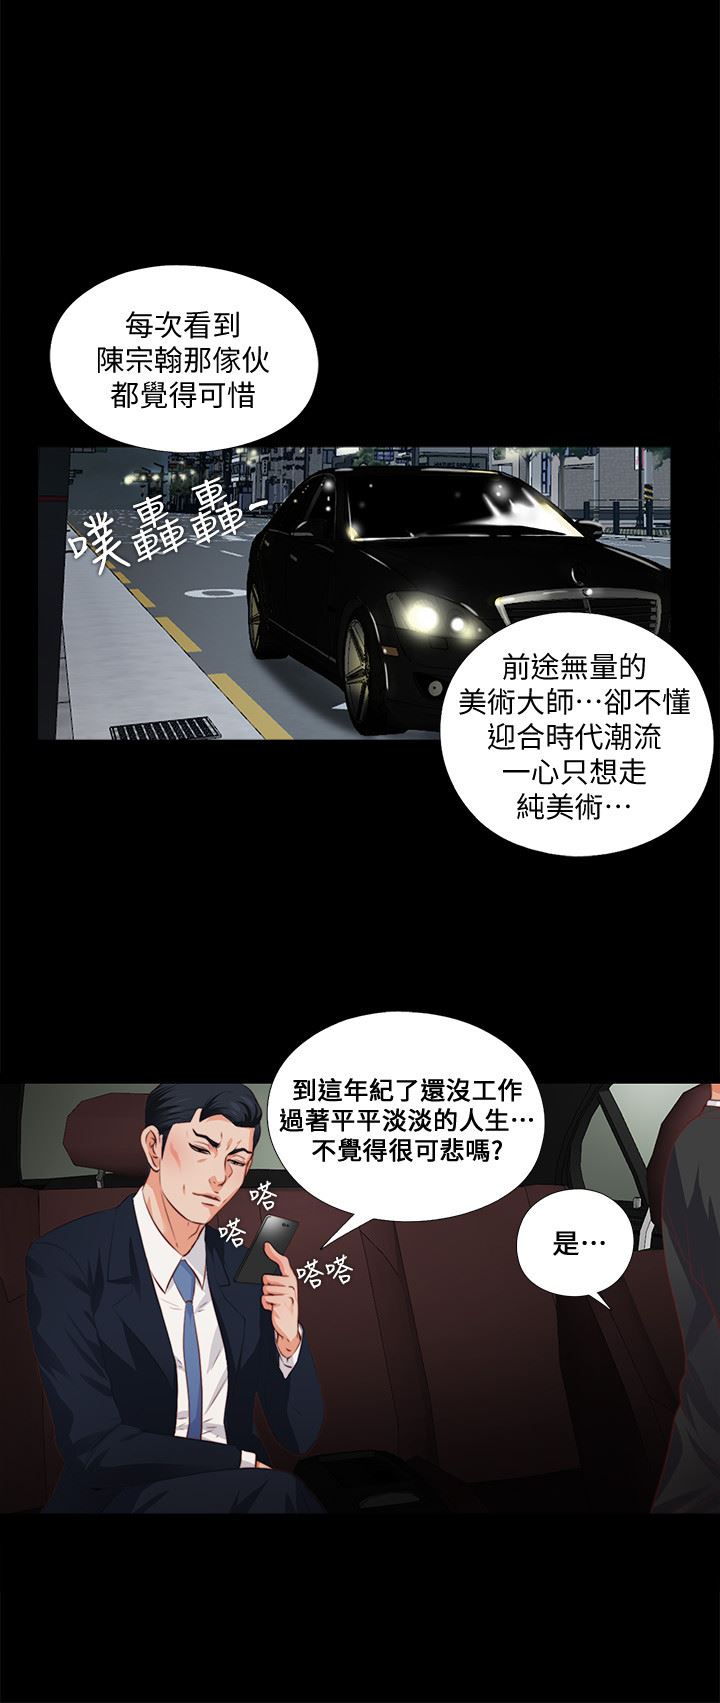 每次看到
陳宗翰那傢伙
都覺得可惜
噗轟轟-
前途無量的
美術大師…卻不懂
迎合時代潮流
一心只想走
純美術…
到這年紀了還沒工作
過著平平淡淡的人生…
不覺得很可悲嗎?
嗒
嗒
嗒嗒
是…